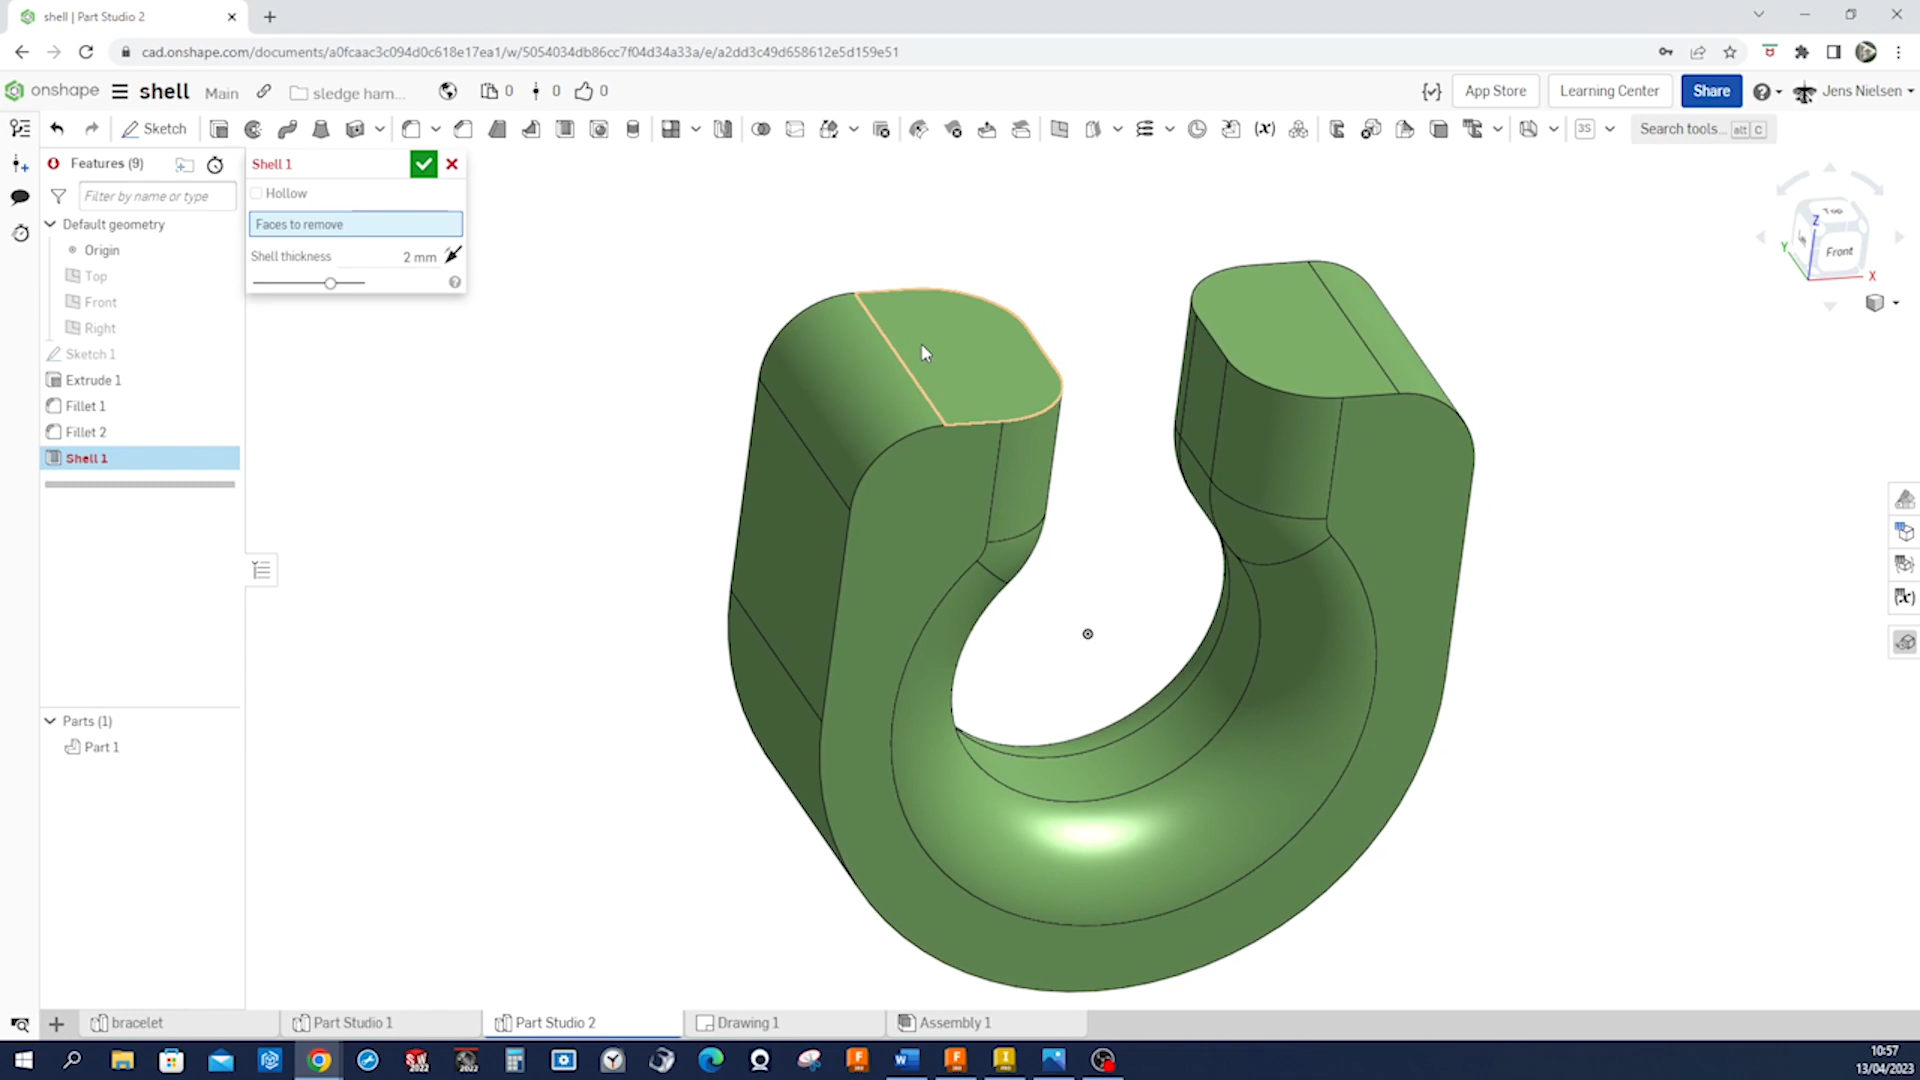 shell | Part Studio 2
cad.onshape.com/documents/a0fcaac3c094d0c618e17ea1/w/5054034db86cc7f04d34a33a/e/a2dd3c49d658612e5d159e51
onshape shell Main sledge ham... 0 0 0 App Store Learning Center Share Jens Nielsen
Sketch (x) 3S Search tools... alt C
Features (9)
Filter by name or type
Default geometry
Origin
Top
Front
Right
Sketch 1
Extrude 1
Fillet 1
Fillet 2
Shell 1
Parts (1)
Part 1
Shell 1
Hollow
Faces to remove
Shell thickness 2 mm
Top
Z
Y
Front
X
(x)
bracelet Part Studio 1 Part Studio 2 Drawing 1 Assembly 1
10:57
13/04/2023